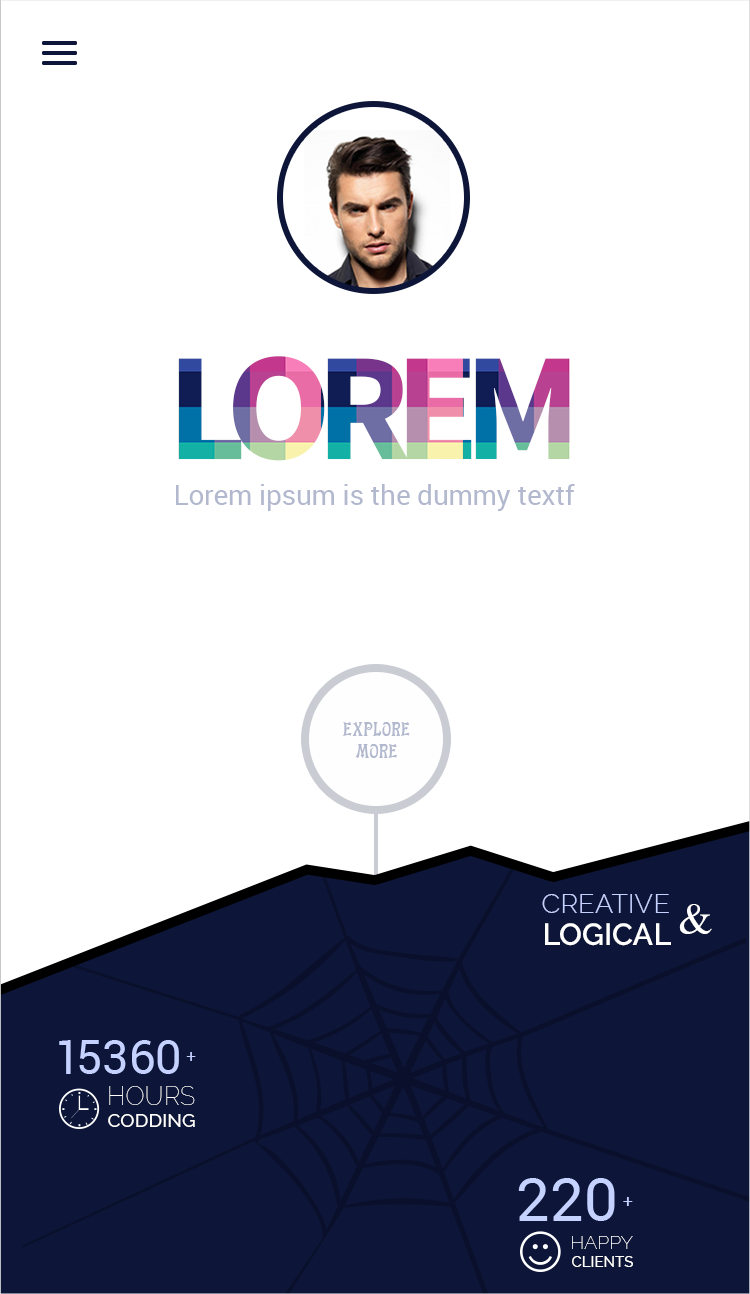 LOREM
Lorem ipsum is the dummy textf
EXPLORE
MORE
CREATIVE
&
LOGICAL
15360+
HOURS
CODDING
220+
HAPPY
CLIENTS